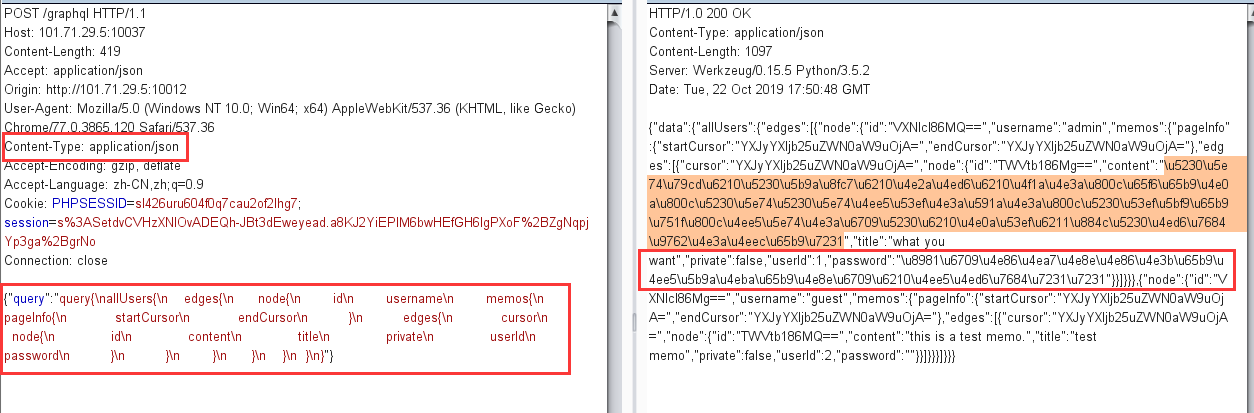 POST /graphql HTTP/1.1
Host: 101.71.29.5:10037
Content-Length: 419
Accept: application/json
Origin: http://101.71.29.5:10012
User-Agent: Mozilla/5.0 (Windows NT 10.0; Win64; x64) AppleWebKit/537.36 (KHTML, like Gecko)
Chrome/77.0.3865.120 Safari/537.36
Content-Type: application/json
Accept-Encoding: gzip, deflate
Accept-Language: zh-CN,zh;q=0.9
Cookie: PHPSESSID=sl426uru604f0q7cau2of2lhg7;
session=s%3ASetdvCVHzXNlOvADEQh-JBt3dEweyead.a8KJ2YiEPIM6bwHEfGH6lgPXoF%2BZgNqpj
Yp3ga%2BgrNo
Connection: close
{"query":"query{\nallUsers{\n edges{\n node{\n id\n username\n memos{\n
pageInfo{\n startCursor\n endCursor\n }\n edges{\n cursor\n
node{\n id\n content\n title\n private\n userId\n
password\n }\n }\n }\n }\n }\n }\n}"}
HTTP/1.0 200 OK
Content-Type: application/json
Content-Length: 1097
Server: Werkzeug/0.15.5 Python/3.5.2
Date: Tue, 22 Oct 2019 17:50:48 GMT
{"data":{"allUsers":{"edges":[{"node":{"id":"VXNlcl86MQ==","username":"admin","memos":{"pageInfo"
:{"startCursor":"YXJyYXljb25uZWN0aW9uOjA=","endCursor":"YXJyYXljb25uZWN0aW9uOjA="},"edg
es":[{"cursor":"YXJyYXljb25uZWN0aW9uOjA=","node":{"id":"TWVtb186Mg==","content":"\u5230\u5e
74\u79cd\u6210\u5230\u5b9a\u8fc7\u6210\u4e2a\u4ed6\u6210\u4f1a\u4e3a\u800c\u65f6\u65b9\u4e0
a\u800c\u5230\u5e74\u5230\u5e74\u4ee5\u53ef\u4e3a\u591a\u4e3a\u800c\u5230\u53ef\u5bf9\u65b9
\u751f\u800c\u4ee5\u5e74\u4e3a\u6709\u5230\u6210\u4e0a\u53ef\u6211\u884c\u5230\u4ed6\u7684
\u9762\u4e3a\u4eec\u65b9\u7231","title":"what you
want","private":false,"userId":1,"password":"\u8981\u6709\u4e86\u4ea7\u4e8e\u4e86\u4e3b\u65b9\u
4ee5\u5b9a\u4eba\u65b9\u4e8e\u6709\u6210\u4ee5\u4ed6\u7684\u7231\u7231"}}]}}},{"node":{"id":"V
XNlcl86Mg==","username":"guest","memos":{"pageInfo":{"startCursor":"YXJyYXljb25uZWN0aW9uOj
A=","endCursor":"YXJyYXljb25uZWN0aW9uOjA="},"edges":[{"cursor":"YXJyYXljb25uZWN0aW9uOjA
=","node":{"id":"TWVtb186MQ==","content":"this is a test memo.","title":"test
memo","private":false,"userId":2,"password":""}}]}}}]}}}